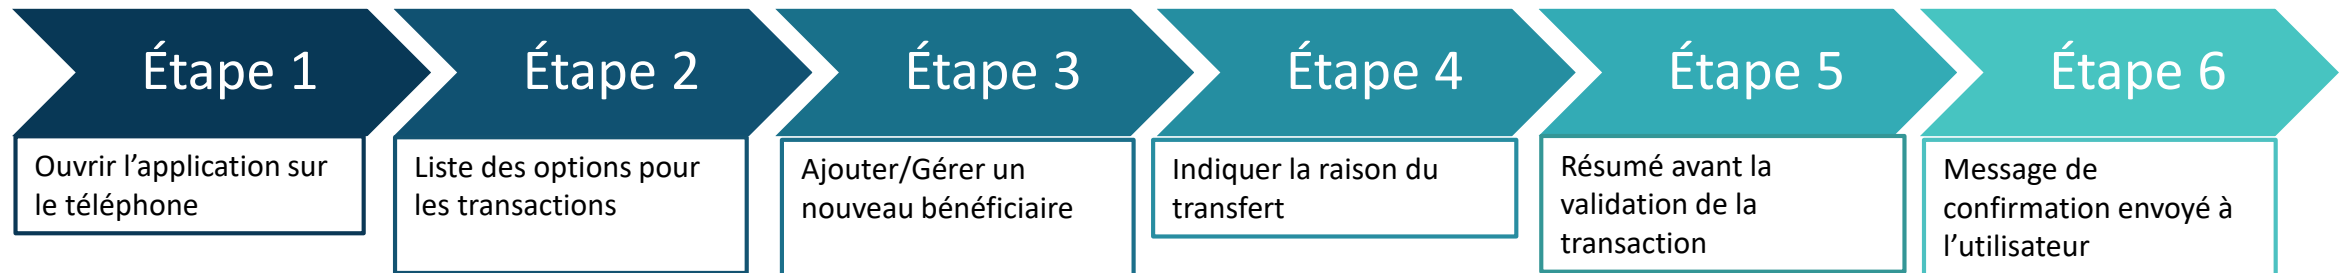 Étape 1
Ouvrir l’application sur
le téléphone
Étape 2
Liste des options pour
les transactions
Étape 3
Ajouter/Gérer un
nouveau bénéficiaire
Étape 4
Indiquer la raison du
transfert
Étape 5
Résumé avant la
validation de la
transaction
Étape 6
Message de
confirmation envoyé à
l’utilisateur